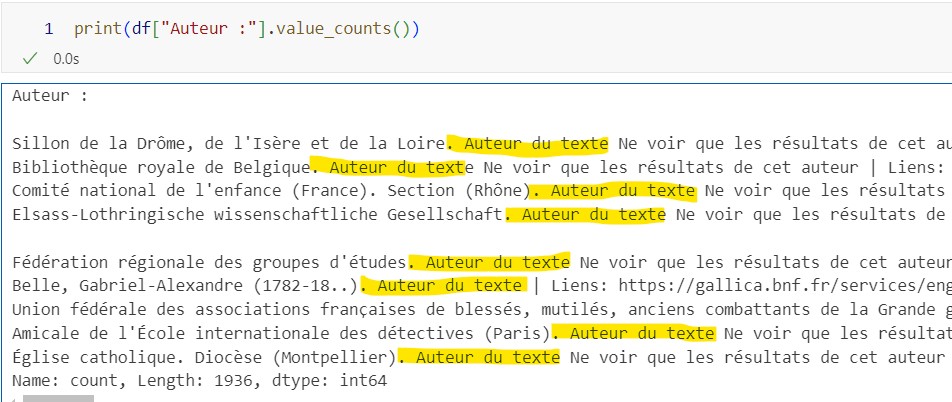 1 print(df["Auteur :"].value_counts())
0.0s
Auteur :
Sillon de la Drôme, de l'Isère et de la Loire. Auteur du texte Ne voir que les résultats de cet au
Bibliothèque royale de Belgique. Auteur du texte Ne voir que les résultats de cet auteur | Liens:
Comité national de l'enfance (France). Section (Rhône). Auteur du texte Ne voir que les résultats
Elsass-Lothringische wissenschaftliche Gesellschaft. Auteur du texte Ne voir que les résultats de
Fédération régionale des groupes d'études. Auteur du texte Ne voir que les résultats de cet auteur
Belle, Gabriel-Alexandre (1782-18..). Auteur du texte | Liens: https://gallica.bnf.fr/services/eng
Union fédérale des associations françaises de blessés, mutilés, anciens combattants de la Grande g
Amicale de l'École internationale des détectives (Paris). Auteur du texte Ne voir que les résultat
Église catholique. Diocèse (Montpellier). Auteur du texte Ne voir que les résultats de cet auteur
Name: count, Length: 1936, dtype: int64